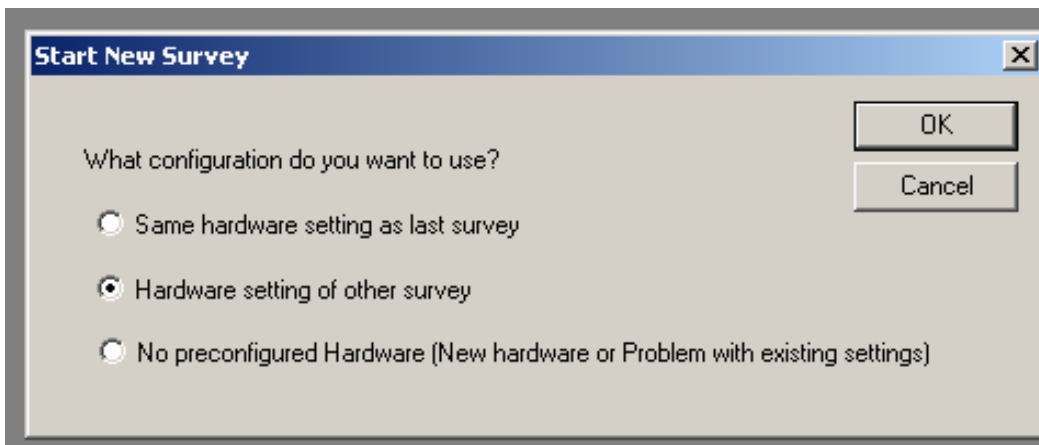 Start New Survey
OK
What configuration do you want to use?
Cancel
Same hardware setting as last survey
Hardware setting of other survey
No preconfigured Hardware (New hardware or Problem with existing settings)